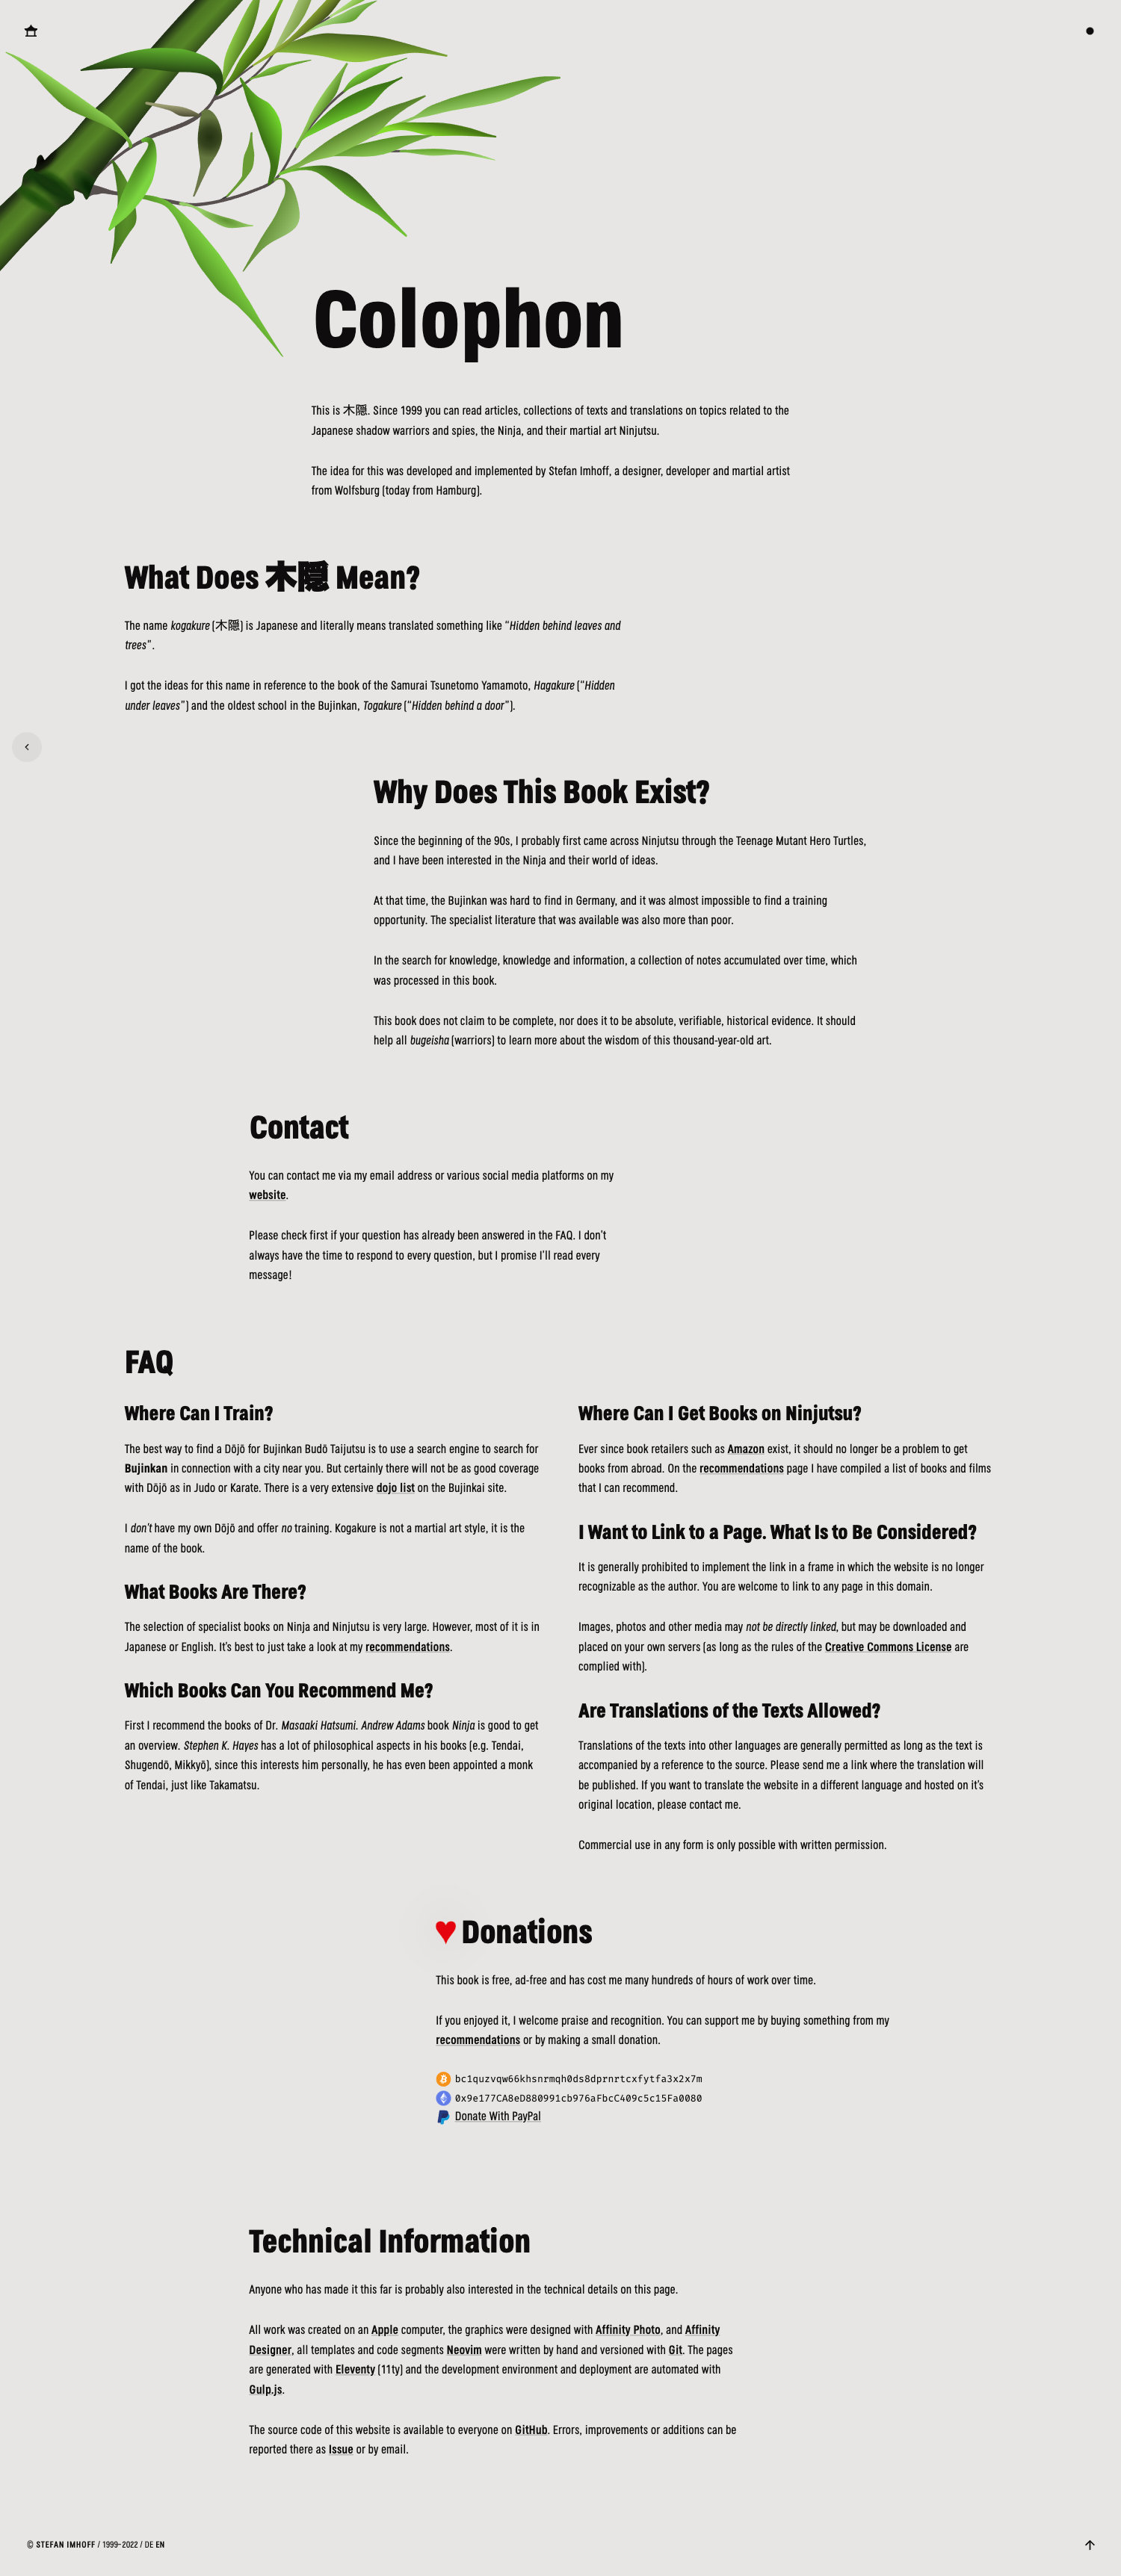 Colophon
This is 木隠. Since 1999 you can read articles, collections of texts and translations on topics related to the
Japanese shadow warriors and spies, the Ninja, and their martial art Ninjutsu.
The idea for this was developed and implemented by Stefan Imhoff, a designer, developer and martial artist
from Wolfsburg (today from Hamburg).
What Does 木隠 Mean?
The name kogakure (木隠) is Japanese and literally means translated something like “Hidden behind leaves and
trees”.
I got the ideas for this name in reference to the book of the Samurai Tsunetomo Yamamoto, Hagakure (“Hidden
under leaves”) and the oldest school in the Bujinkan, Togakure (“Hidden behind a door”).
Why Does This Book Exist?
Since the beginning of the 90s, I probably first came across Ninjutsu through the Teenage Mutant Hero Turtles,
and I have been interested in the Ninja and their world of ideas.
At that time, the Bujinkan was hard to find in Germany, and it was almost impossible to find a training
opportunity. The specialist literature that was available was also more than poor.
In the search for knowledge, knowledge and information, a collection of notes accumulated over time, which
was processed in this book.
This book does not claim to be complete, nor does it to be absolute, verifiable, historical evidence. It should
help all bugeisha (warriors) to learn more about the wisdom of this thousand-year-old art.
Contact
You can contact me via my email address or various social media platforms on my
website.
Please check first if your question has already been answered in the FAQ. I don’t
always have the time to respond to every question, but I promise I’ll read every
message!
FAQ
Where Can I Train?
The best way to find a Dōjō for Bujinkan Budō Taijutsu is to use a search engine to search for
Bujinkan in connection with a city near you. But certainly there will not be as good coverage
with Dōjō as in Judo or Karate. There is a very extensive dojo list on the Bujinkai site.
I don’t have my own Dōjō and offer no training. Kogakure is not a martial art style, it is the
name of the book.
What Books Are There?
The selection of specialist books on Ninja and Ninjutsu is very large. However, most of it is in
Japanese or English. It’s best to just take a look at my recommendations.
Which Books Can You Recommend Me?
First I recommend the books of Dr. Masaaki Hatsumi. Andrew Adams book Ninja is good to get
an overview. Stephen K. Hayes has a lot of philosophical aspects in his books (e.g. Tendai,
Shugendō, Mikkyō), since this interests him personally, he has even been appointed a monk
of Tendai, just like Takamatsu.
Where Can I Get Books on Ninjutsu?
Ever since book retailers such as Amazon exist, it should no longer be a problem to get
books from abroad. On the recommendations page I have compiled a list of books and films
that I can recommend.
I Want to Link to a Page. What Is to Be Considered?
It is generally prohibited to implement the link in a frame in which the website is no longer
recognizable as the author. You are welcome to link to any page in this domain.
Images, photos and other media may not be directly linked, but may be downloaded and
placed on your own servers (as long as the rules of the Creative Commons License are
complied with).
Are Translations of the Texts Allowed?
Translations of the texts into other languages are generally permitted as long as the text is
accompanied by a reference to the source. Please send me a link where the translation will
be published. If you want to translate the website in a different language and hosted on it’s
original location, please contact me.
Commercial use in any form is only possible with written permission.
♥ Donations
This book is free, ad-free and has cost me many hundreds of hours of work over time.
If you enjoyed it, I welcome praise and recognition. You can support me by buying something from my
recommendations or by making a small donation.
bc1quzvqw66khsnrmqh0ds8dprnrtcxfytfa3x2x7m
0x9e177CA8eD880991cb976aFbcC409c5c15Fa0080
Donate With PayPal
Technical Information
Anyone who has made it this far is probably also interested in the technical details on this page.
All work was created on an Apple computer, the graphics were designed with Affinity Photo, and Affinity
Designer, all templates and code segments Neovim were written by hand and versioned with Git. The pages
are generated with Eleventy (11ty) and the development environment and deployment are automated with
Gulp.js.
The source code of this website is available to everyone on GitHub. Errors, improvements or additions can be
reported there as Issue or by email.
© STEFAN IMHOFF / 1999–2022 / DE EN